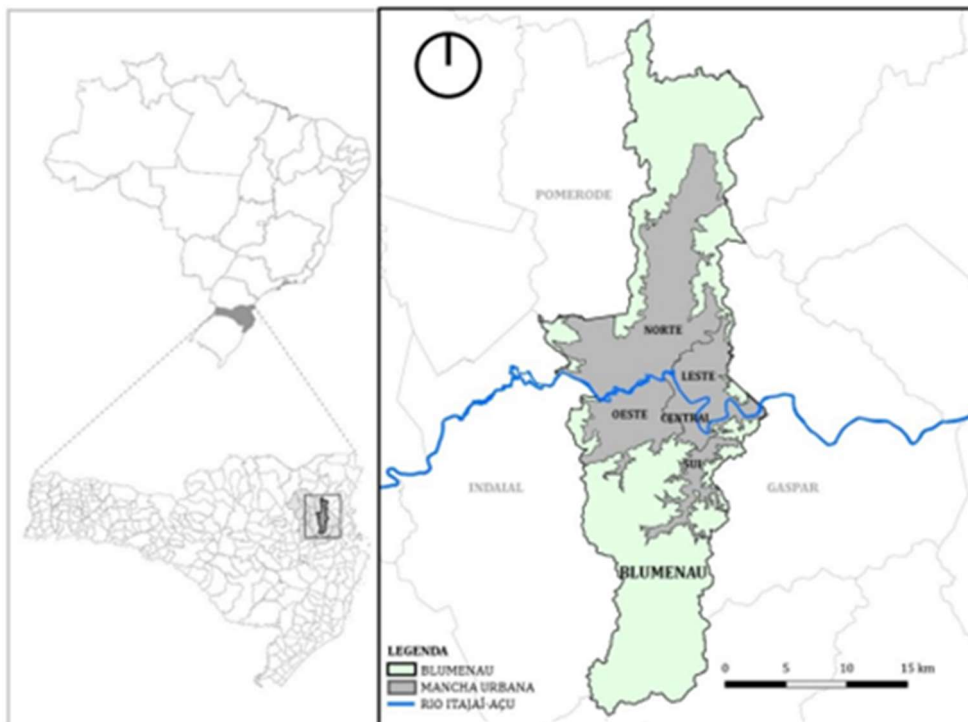 POMERODE
NORTE
LESTE
OESTE
CENTRAL
SUL
INDAIAL
GASPAR
BLUMENAU
LEGENDA
BLUMENAU
MANCHA URBANA
RIO ITAJAÍ-AÇU
0 5 10 15 km